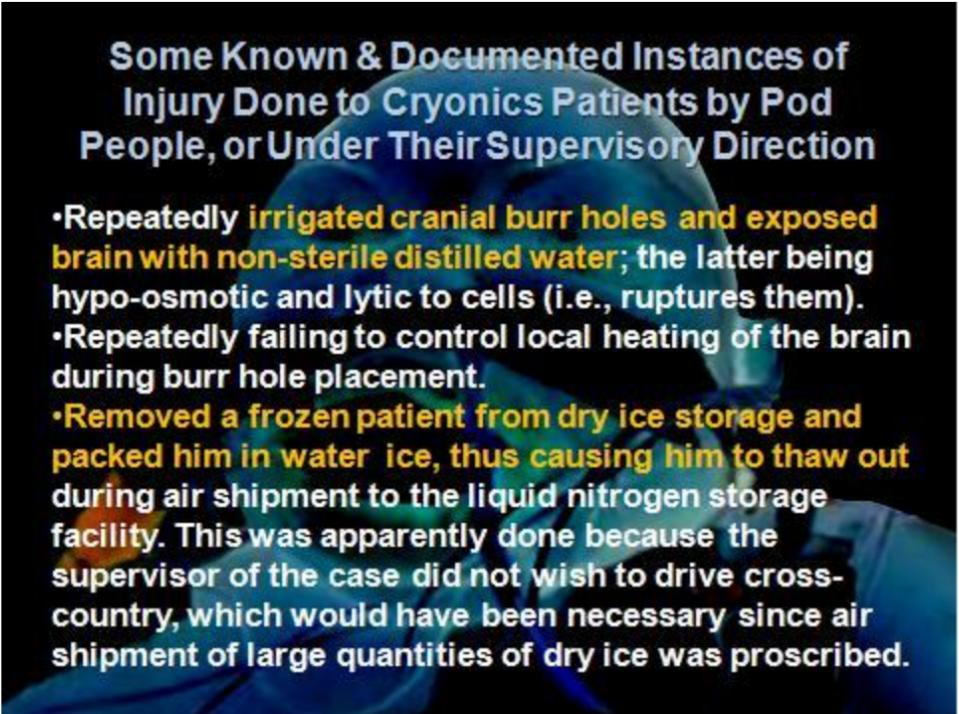 Some Known & Documented Instances of
Injury Done to Cryonics Patients by Pod
People, or Under Their Supervisory Direction
•Repeatedly irrigated cranial burr holes and exposed
brain with non-sterile distilled water; the latter being
hypo-osmotic and lytic to cells (i.e., ruptures them).
•Repeatedly failing to control local heating of the brain
during burr hole placement.
•Removed a frozen patient from dry ice storage and
packed him in water ice, thus causing him to thaw out
during air shipment to the liquid nitrogen storage
facility. This was apparently done because the
supervisor of the case did not wish to drive cross-
country, which would have been necessary since air
shipment of large quantities of dry ice was proscribed.